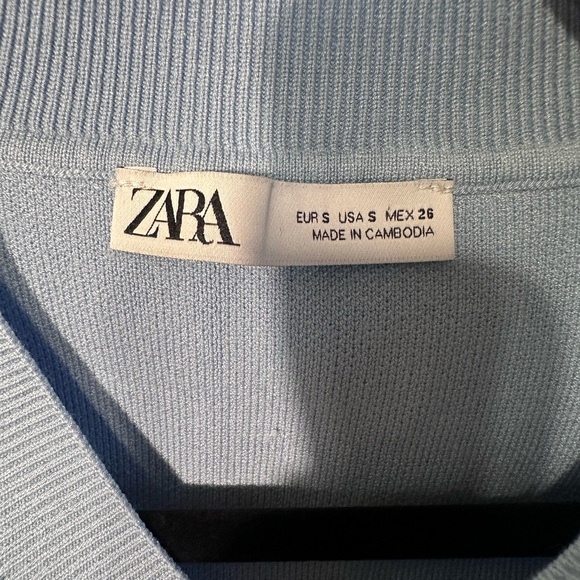 ZARA
EUR S USA S MEX 26
MADE IN CAMBODIA